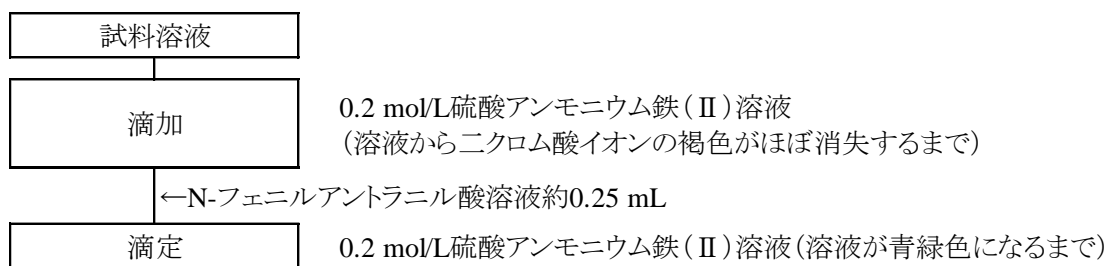 試料溶液
滴加
0.2 mol/L硫酸アンモニウム鉄(Ⅱ)溶液
(溶液から二クロム酸イオンの褐色がほぼ消失するまで)
←N-フェニルアントラニル酸溶液約0.25 mL
滴定
0.2 mol/L硫酸アンモニウム鉄(Ⅱ)溶液(溶液が青緑色になるまで)